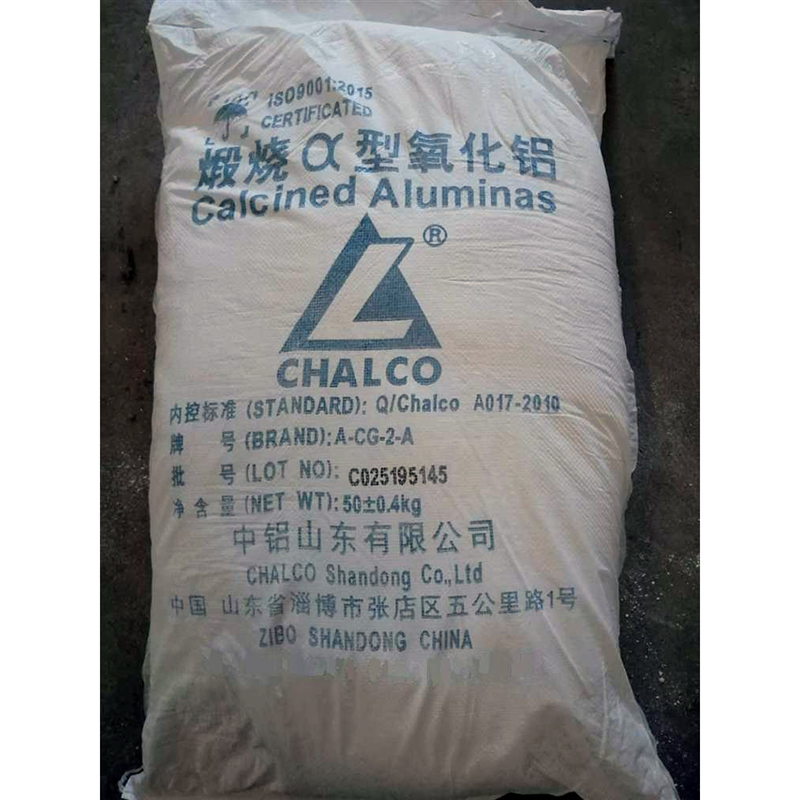 ISO9001:2015
CERTIFICATED
煅烧α型氧化铝
Calcined Aluminas
®
CHALCO
内控标准 (STANDARD): Q/Chalco A017-2010
牌 号 (BRAND): A-CG-2-A
批 号 (LOT NO): C025195145
净含量 (NET WT): 50±0.4kg
中铝山东有限公司
CHALCO Shandong Co.,Ltd
中国 山东省淄博市张店区五公里路1号
ZIBO SHANDONG CHINA